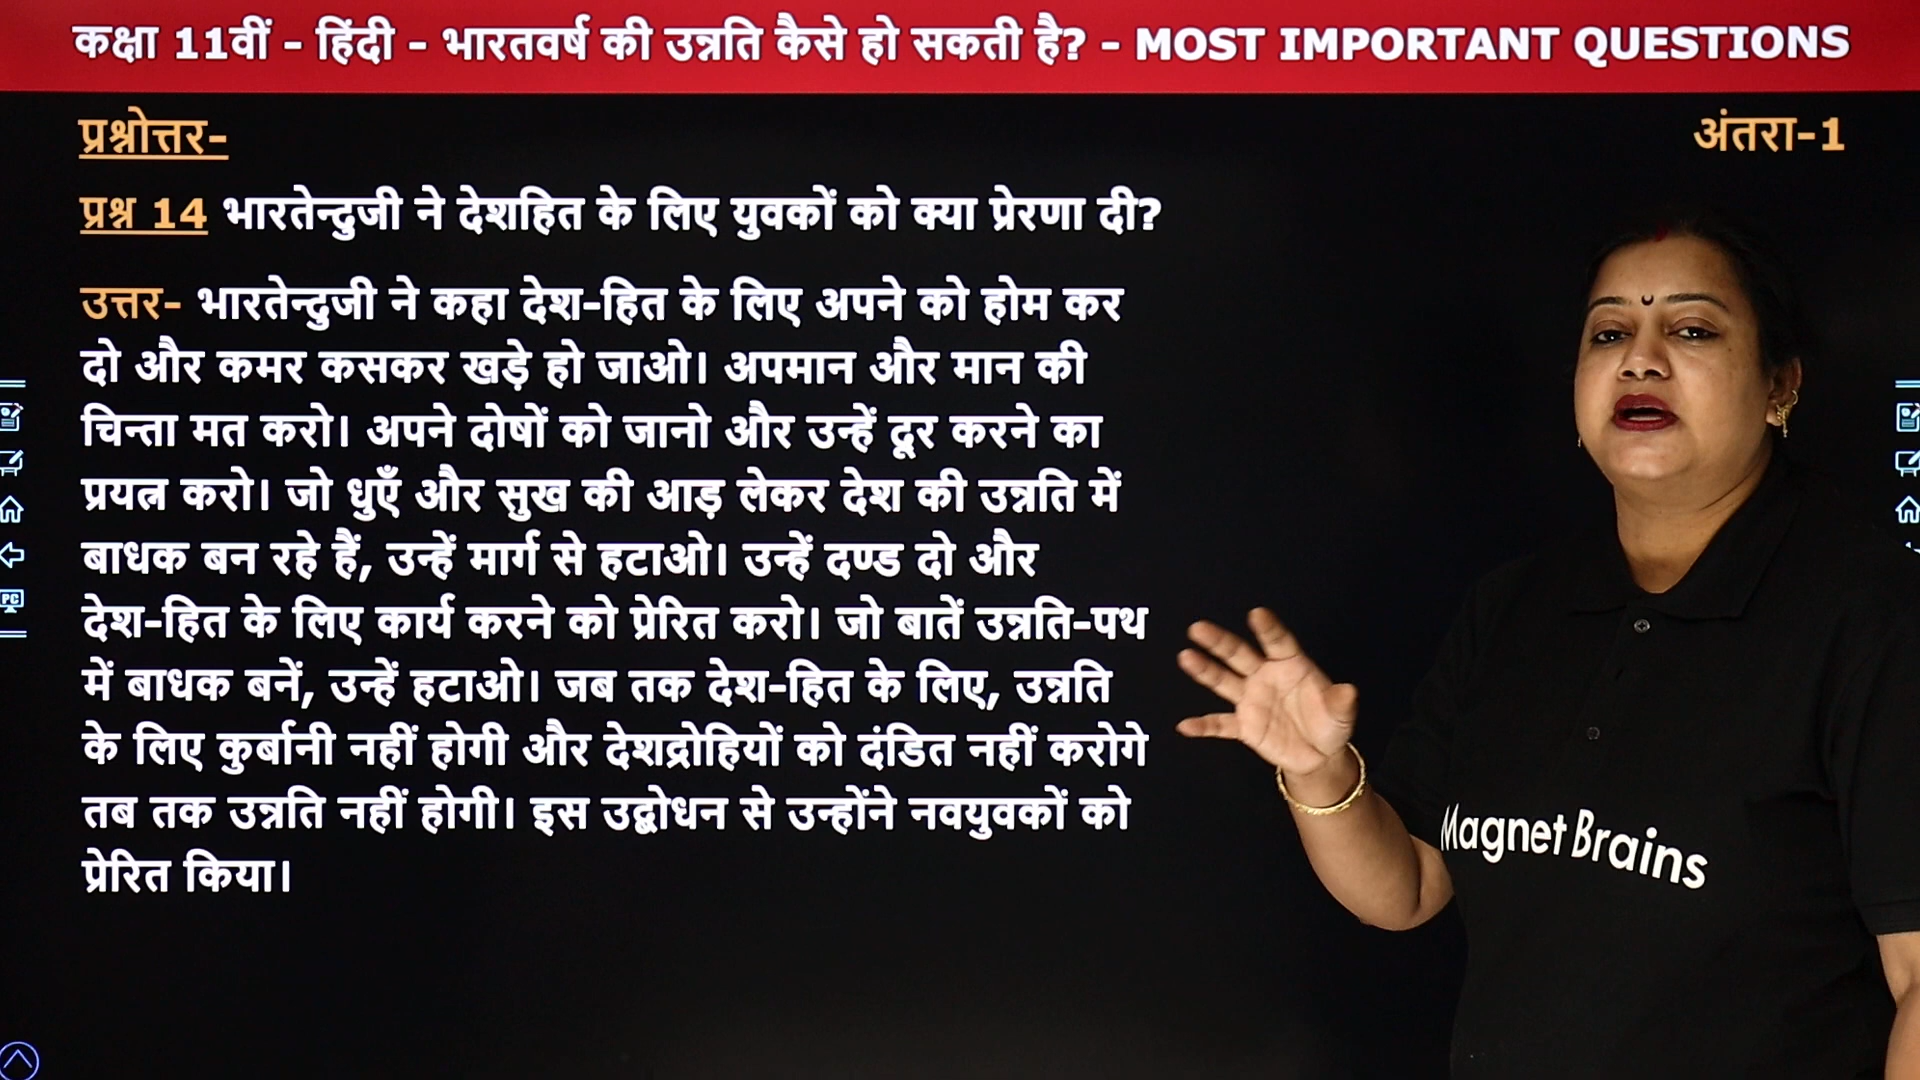 कक्षा 11वीं - हिंदी - भारतवर्ष की उन्नति कैसे हो सकती है? - MOST IMPORTANT QUESTIONS
प्रश्नोत्तर-
अंतरा-1
प्रश्न 14 भारतेन्दुजी ने देशहित के लिए युवकों को क्या प्रेरणा दी?
उत्तर- भारतेन्दुजी ने कहा देश-हित के लिए अपने को होम कर
दो और कमर कसकर खड़े हो जाओ। अपमान और मान की
चिन्ता मत करो। अपने दोषों को जानो और उन्हें दूर करने का
प्रयत्न करो। जो धुएँ और सुख की आड़ लेकर देश की उन्नति में
बाधक बन रहे हैं, उन्हें मार्ग से हटाओ। उन्हें दण्ड दो और
देश-हित के लिए कार्य करने को प्रेरित करो। जो बातें उन्नति-पथ
में बाधक बनें, उन्हें हटाओ। जब तक देश-हित के लिए, उन्नति
के लिए कुर्बानी नहीं होगी और देशद्रोहियों को दंडित नहीं करोगे
तब तक उन्नति नहीं होगी। इस उद्बोधन से उन्होंने नवयुवकों को
प्रेरित किया।
PC
Magnet Brains